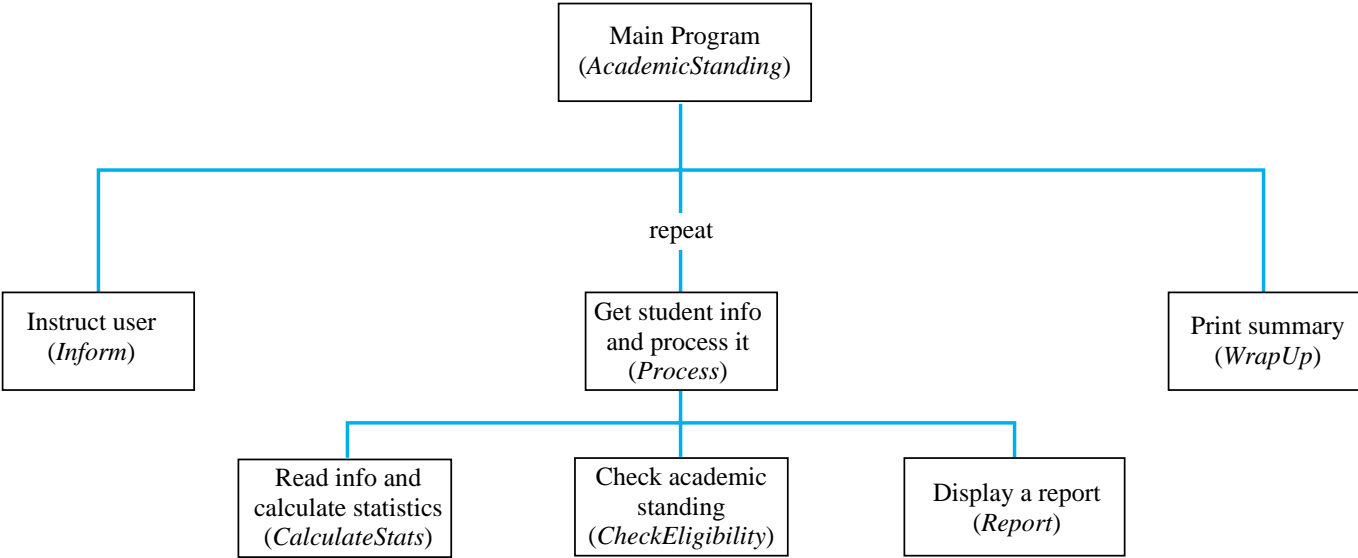 Main Program
(AcademicStanding)
repeat
Instruct user
(Inform)
Get student info
and process it
(Process)
Print summary
(WrapUp)
Read info and
calculate statistics
(CalculateStats)
Check academic
standing
(CheckEligibility)
Display a report
(Report)